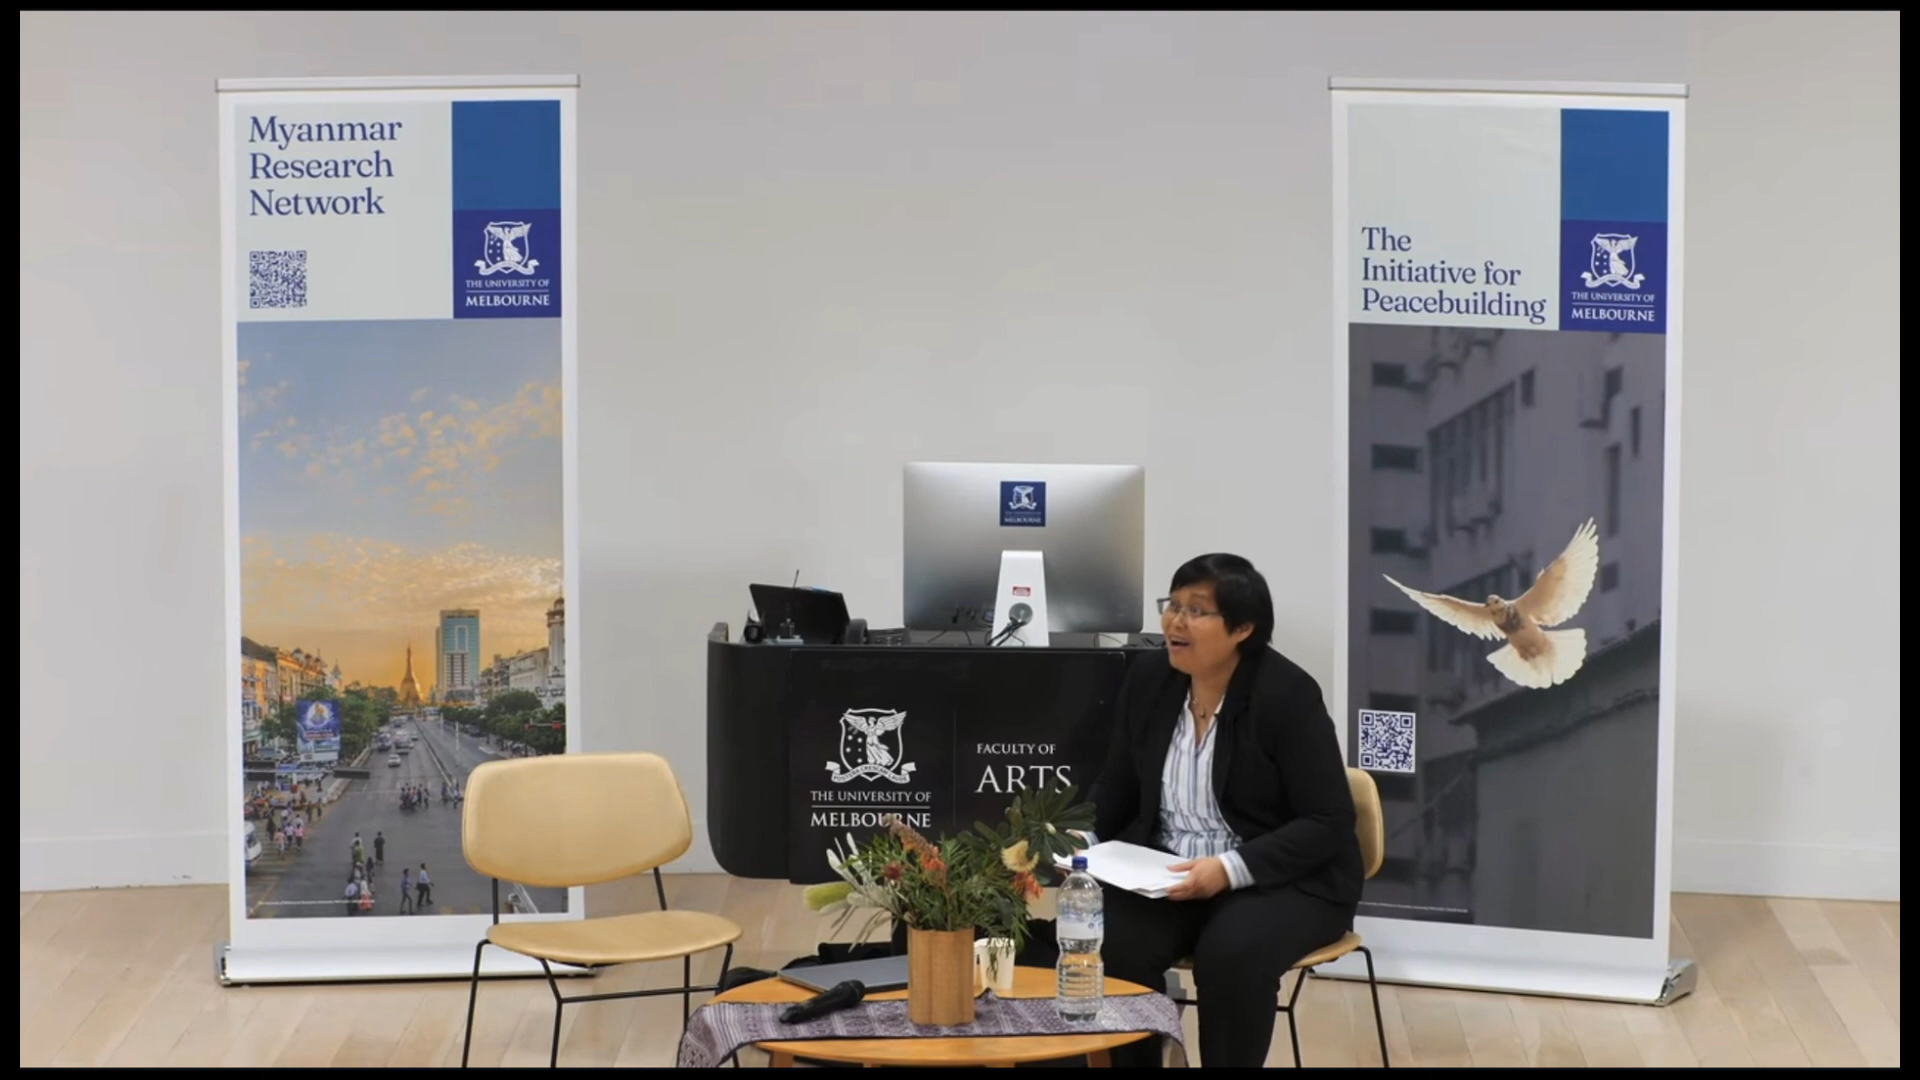 Myanmar
Research
Network
THE UNIVERSITY OF
MELBOURNE
The
Initiative for
Peacebuilding
THE UNIVERSITY OF
MELBOURNE
MELBOURNE
THE UNIVERSITY OF
MELBOURNE
FACULTY OF
ARTS